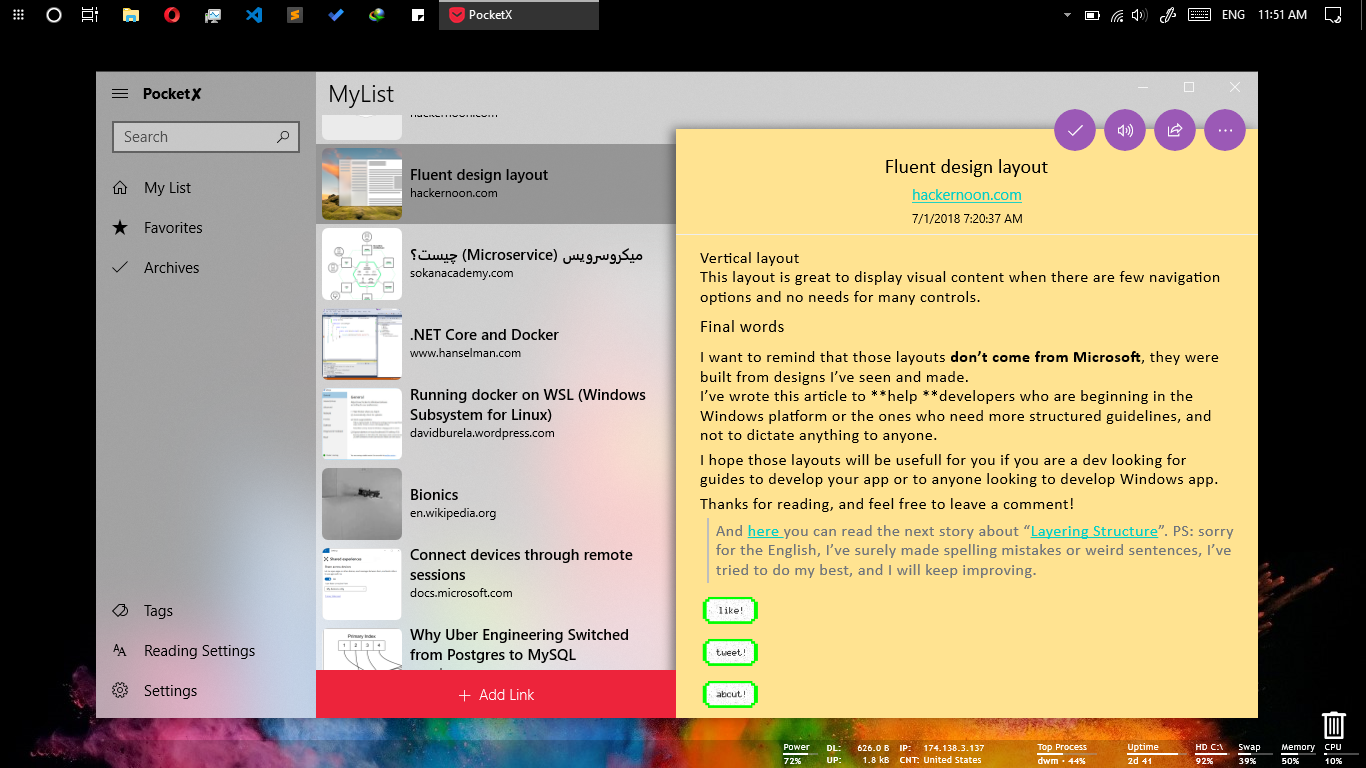 PocketX
ENG
11:51 AM
PocketX
Search
My List
Favorites
Archives
Tags
Reading Settings
Settings
MyList
hackernoon.com
Fluent design layout
hackernoon.com
میکروسرویس (Microservice) چیست؟
sokanacademy.com
.NET Core and Docker
www.hanselman.com
Running docker on WSL (Windows
Subsystem for Linux)
davidburela.wordpress.com
Bionics
en.wikipedia.org
Connect devices through remote
sessions
docs.microsoft.com
Primary Index
1 2 3 4
Why Uber Engineering Switched
from Postgres to MySQL
Add Link
Fluent design layout
hackernoon.com
7/1/2018 7:20:37 AM
Vertical layout
This layout is great to display visual content when there are few navigation
options and no needs for many controls.
Final words
I want to remind that those layouts don’t come from Microsoft, they were
built from designs I’ve seen and made.
I’ve wrote this article to **help **developers who are beginning in the
Windows platform or the ones who need more structured guidelines, and
not to dictate anything to anyone.
I hope those layouts will be usefull for you if you are a dev looking for
guides to develop your app or to anyone looking to develop Windows app.
Thanks for reading, and feel free to leave a comment!
And here you can read the next story about “Layering Structure”. PS: sorry
for the English, I’ve surely made spelling mistakes or weird sentences, I’ve
tried to do my best, and I will keep improving.
like!
tweet!
about!
Power DL: 626.0 B IP: 174.138.3.137 Top Process Uptime HD C:\ Swap Memory CPU
72% UP: 1.8 kB CNT: United States dwm - 44% 2d 41 92% 39% 50% 10%